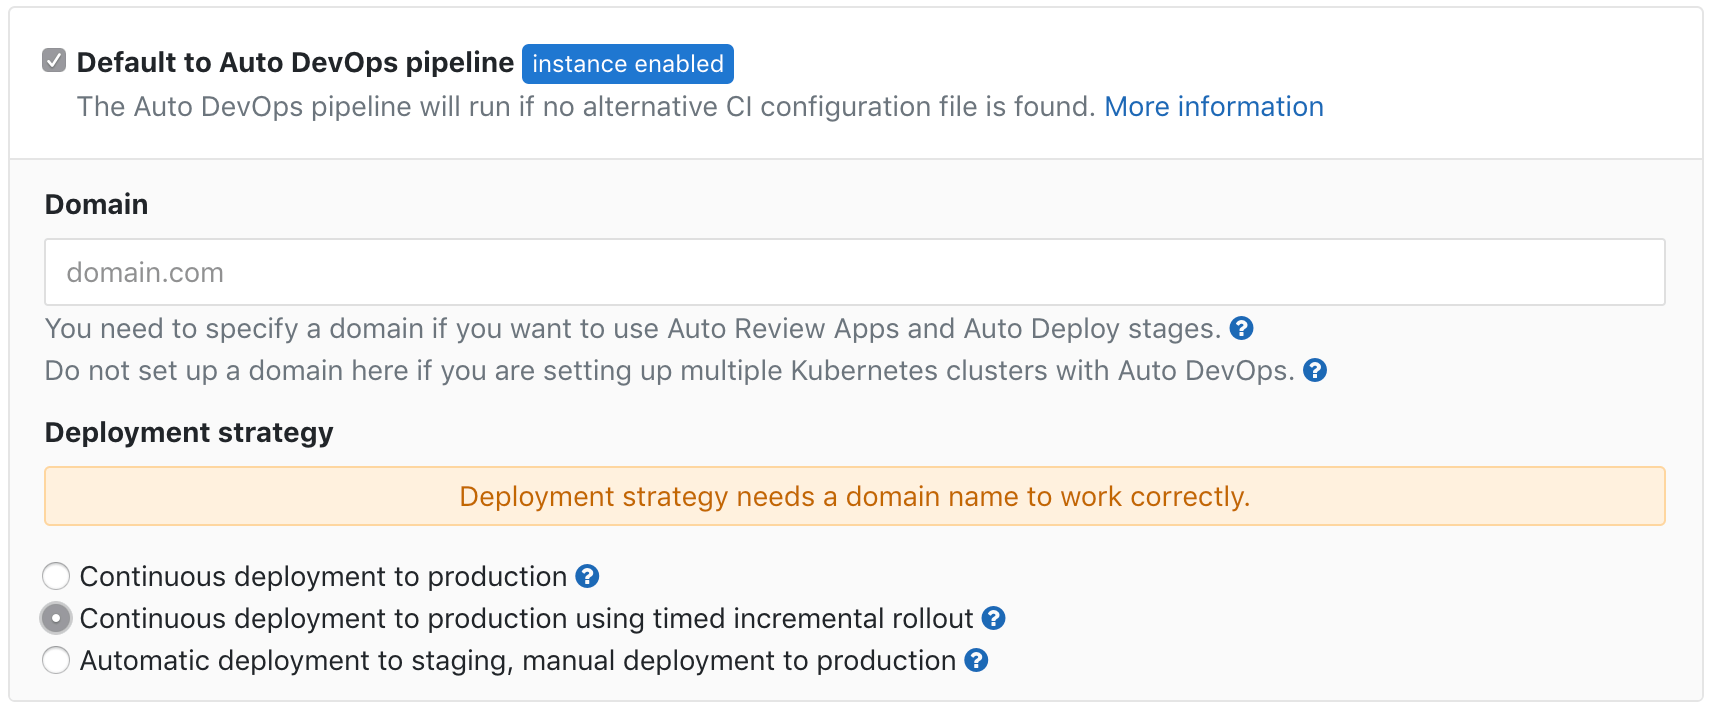 Default to Auto DevOps pipeline instance enabled
The Auto DevOps pipeline will run if no alternative CI configuration file is found. More information
Domain
domain.com
You need to specify a domain if you want to use Auto Review Apps and Auto Deploy stages. ?
Do not set up a domain here if you are setting up multiple Kubernetes clusters with Auto DevOps. ?
Deployment strategy
Deployment strategy needs a domain name to work correctly.
Continuous deployment to production ?
Continuous deployment to production using timed incremental rollout ?
Automatic deployment to staging, manual deployment to production ?